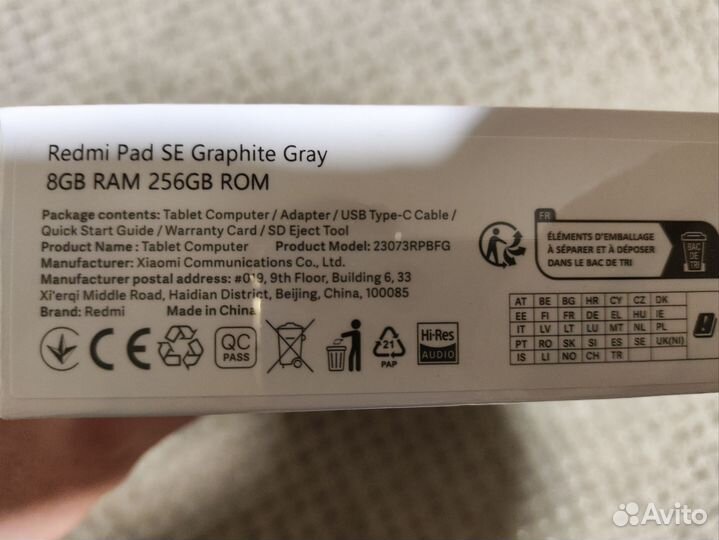 Redmi Pad SE Graphite Gray
8GB RAM 256GB ROM
Package contents: Tablet Computer / Adapter / USB Type-C Cable /
Quick Start Guide / Warranty Card / SD Eject Tool
Product Name: Tablet Computer Product Model: 23073RPBFG
Manufacturer: Xiaomi Communications Co., Ltd.
Manufacturer postal address: #019, 9th Floor, Building 6, 33
Xi'erqi Middle Road, Haidian District, Beijing, China, 100085
Brand: Redmi Made in China
CE
QC
PASS
21
PAP
Hi-Res
AUDIO
FR
ÉLÉMENTS D'EMBALLAGE
À SÉPARER ET À DÉPOSER
DANS LE BAC DE TRI
BAC
DE
TRI
AT BE BG HR CY CZ DK
EE FI FR DE EL HU IE
IT LV LT LU MT NL PL
PT RO SK SI ES SE UK(NI)
IS LI NO CH TR
Avito